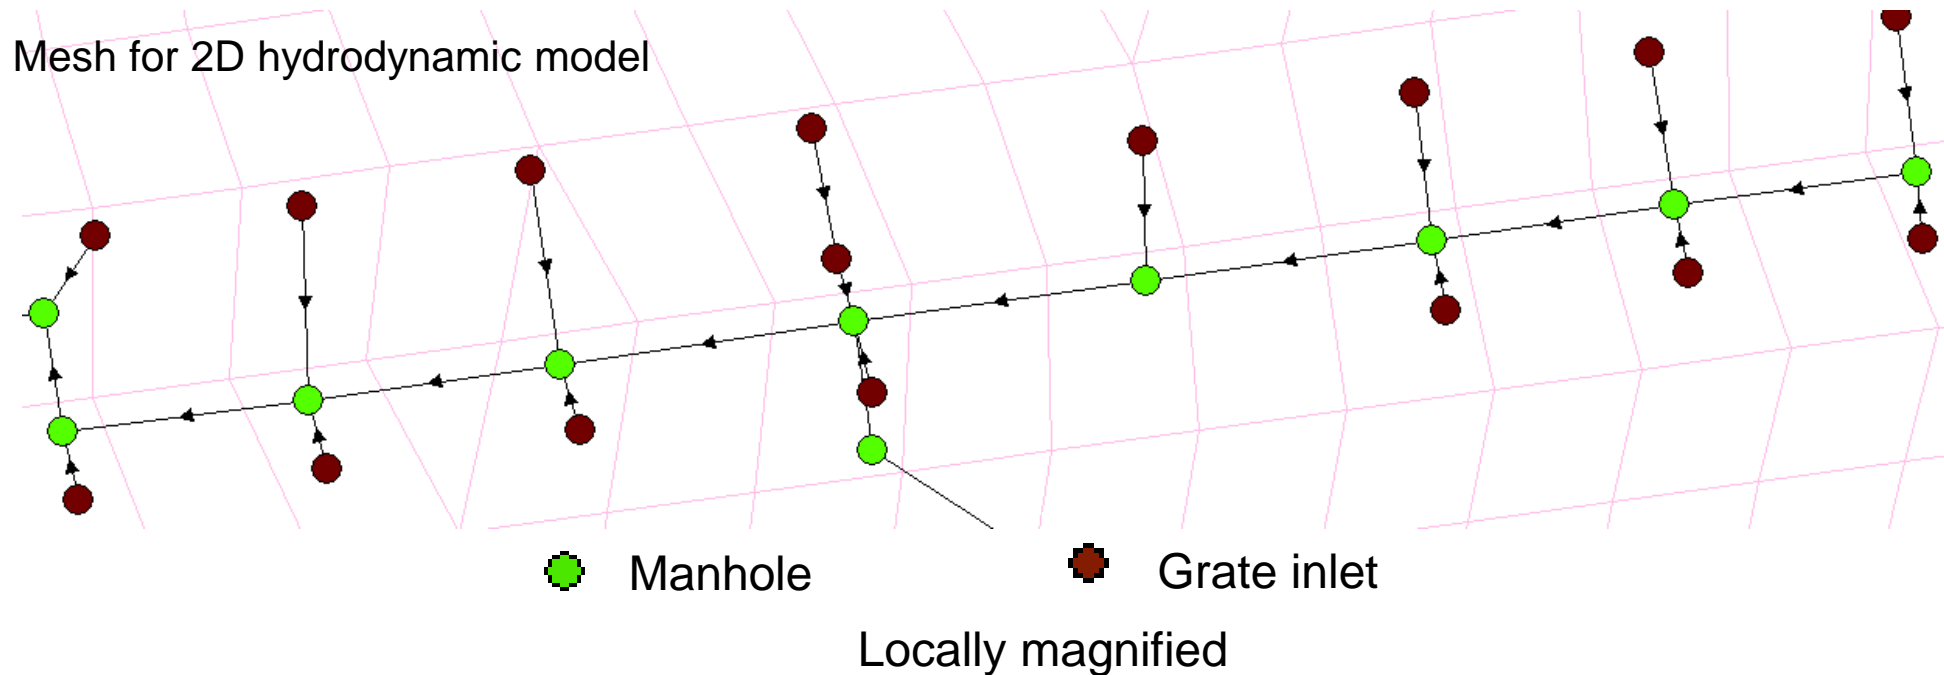 Mesh for 2D hydrodynamic model
Manhole
Grate inlet
Locally magnified